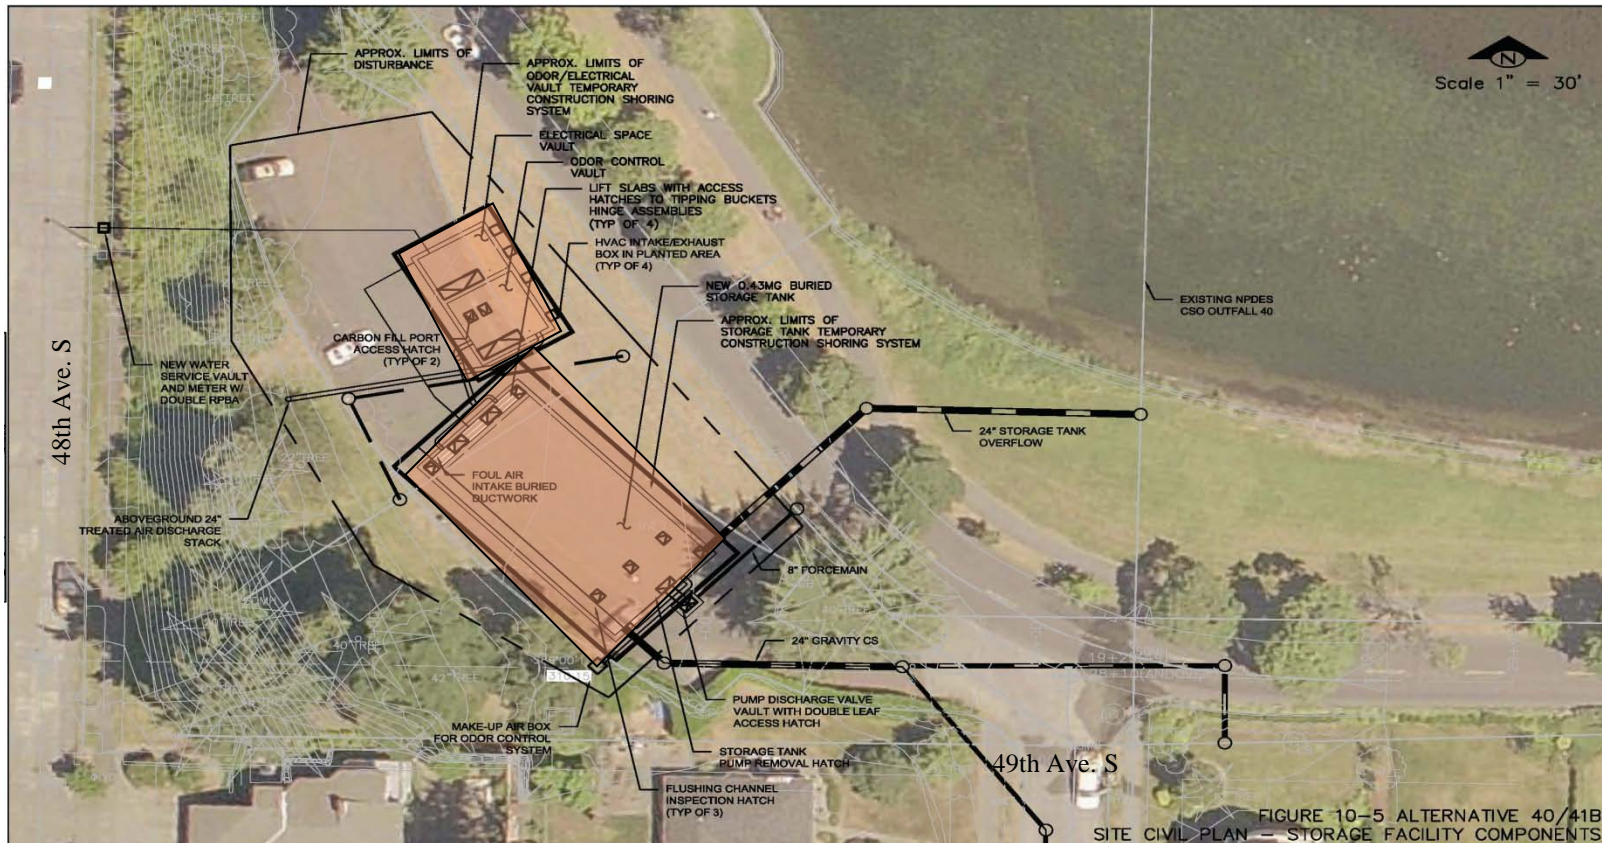 APPROX. LIMITS OF
DISTURBANCE
APPROX. LIMITS OF
ODOR/ELECTRICAL
VAULT TEMPORARY
CONSTRUCTION SHORING
SYSTEM
ELECTRICAL SPACE
VAULT
ODOR CONTROL
VAULT
LIFT SLABS WITH ACCESS
HATCHES TO TIPPING BUCKETS
HINGE ASSEMBLIES
(TYP OF 4)
HVAC INTAKE/EXHAUST
BOX IN PLANTED AREA
(TYP OF 4)
NEW 0.43MG BURIED
STORAGE TANK
APPROX. LIMITS OF
STORAGE TANK TEMPORARY
CONSTRUCTION SHORING SYSTEM
N
Scale 1" = 30'
EXISTING NPDES
CSO OUTFALL 40
CARBON FILL PORT
ACCESS HATCH
(TYP OF 2)
48th Ave. S
NEW WATER
SERVICE VAULT
AND METER W/
DOUBLE RPBA
24" STORAGE TANK
OVERFLOW
FOUL AIR
INTAKE BURIED
DUCTWORK
ABOVEGROUND 24"
TREATED AIR DISCHARGE
STACK
8" FORCEMAIN
24" GRAVITY CS
40"TREE
42"TREE
PUMP DISCHARGE VALVE
VAULT WITH DOUBLE LEAF
ACCESS HATCH
MAKE-UP AIR BOX
FOR ODOR CONTROL
SYSTEM
STORAGE TANK
PUMP REMOVAL HATCH
49th Ave. S
FLUSHING CHANNEL
INSPECTION HATCH
(TYP OF 3)
FIGURE 10-5 ALTERNATIVE 40/41B
SITE CIVIL PLAN - STORAGE FACILITY COMPONENTS